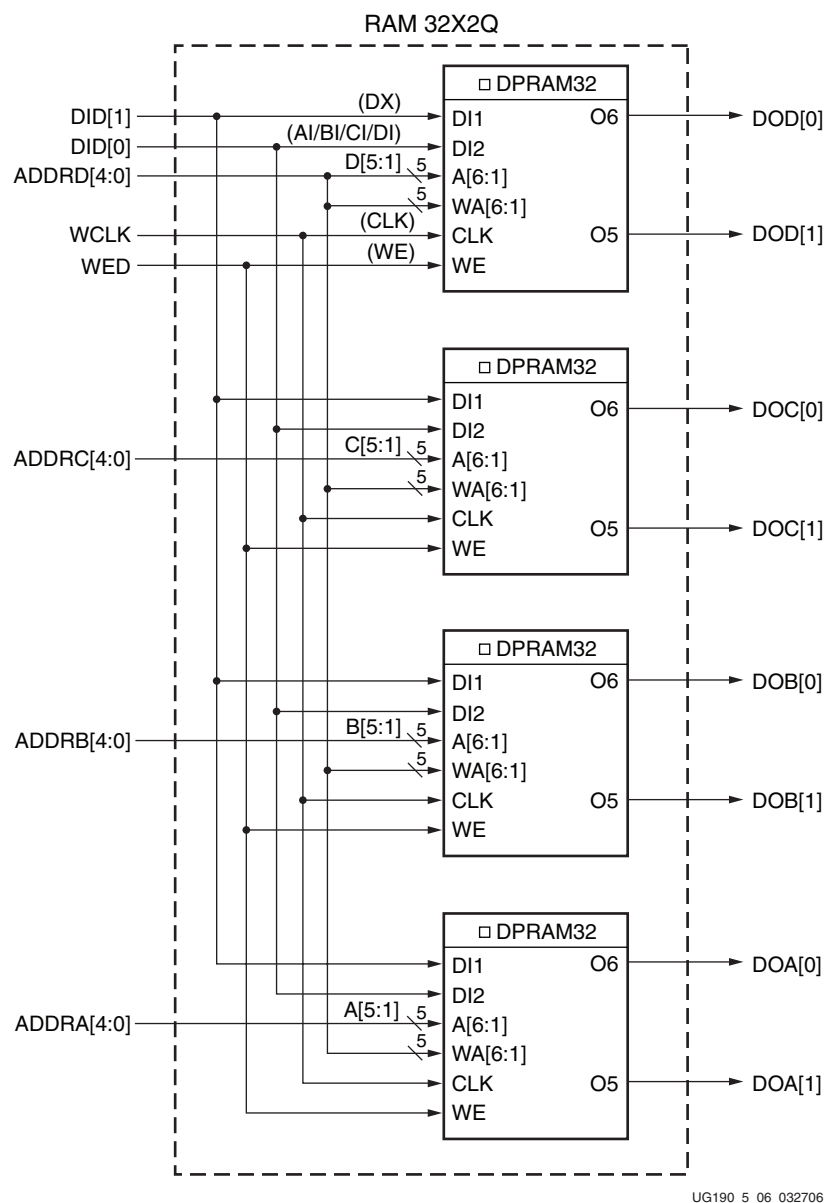 RAM 32X2Q
DPRAM32
DID[1]
(DX)
DI1
O6
DOD[0]
DID[0]
(AI/BI/CI/DI)
DI2
ADDRD[4:0]
D[5:1]
5
A[6:1]
5
WA[6:1]
WCLK
(CLK)
CLK
O5
DOD[1]
WED
(WE)
WE
DPRAM32
DI1
O6
DOC[0]
DI2
ADDRC[4:0]
C[5:1]
5
A[6:1]
5
WA[6:1]
CLK
O5
DOC[1]
WE
DPRAM32
DI1
O6
DOB[0]
DI2
ADDRB[4:0]
B[5:1]
5
A[6:1]
5
WA[6:1]
CLK
O5
DOB[1]
WE
DPRAM32
DI1
O6
DOA[0]
DI2
ADDRA[4:0]
A[5:1]
5
A[6:1]
5
WA[6:1]
CLK
O5
DOA[1]
WE
UG190_5_06_032706